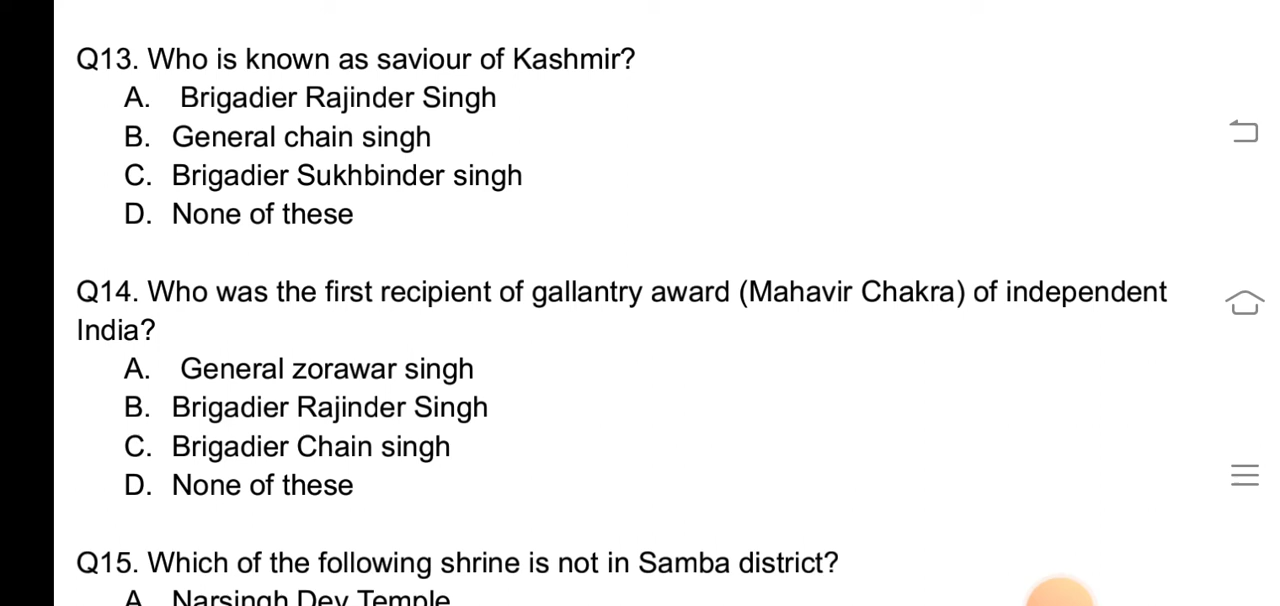 Q13. Who is known as saviour of Kashmir?
A. Brigadier Rajinder Singh
B. General chain singh
C. Brigadier Sukhbinder singh
D. None of these
Q14. Who was the first recipient of gallantry award (Mahavir Chakra) of independent
India?
A. General zorawar singh
B. Brigadier Rajinder Singh
C. Brigadier Chain singh
D. None of these
Q15. Which of the following shrine is not in Samba district?
A Narsingh Dev Temple